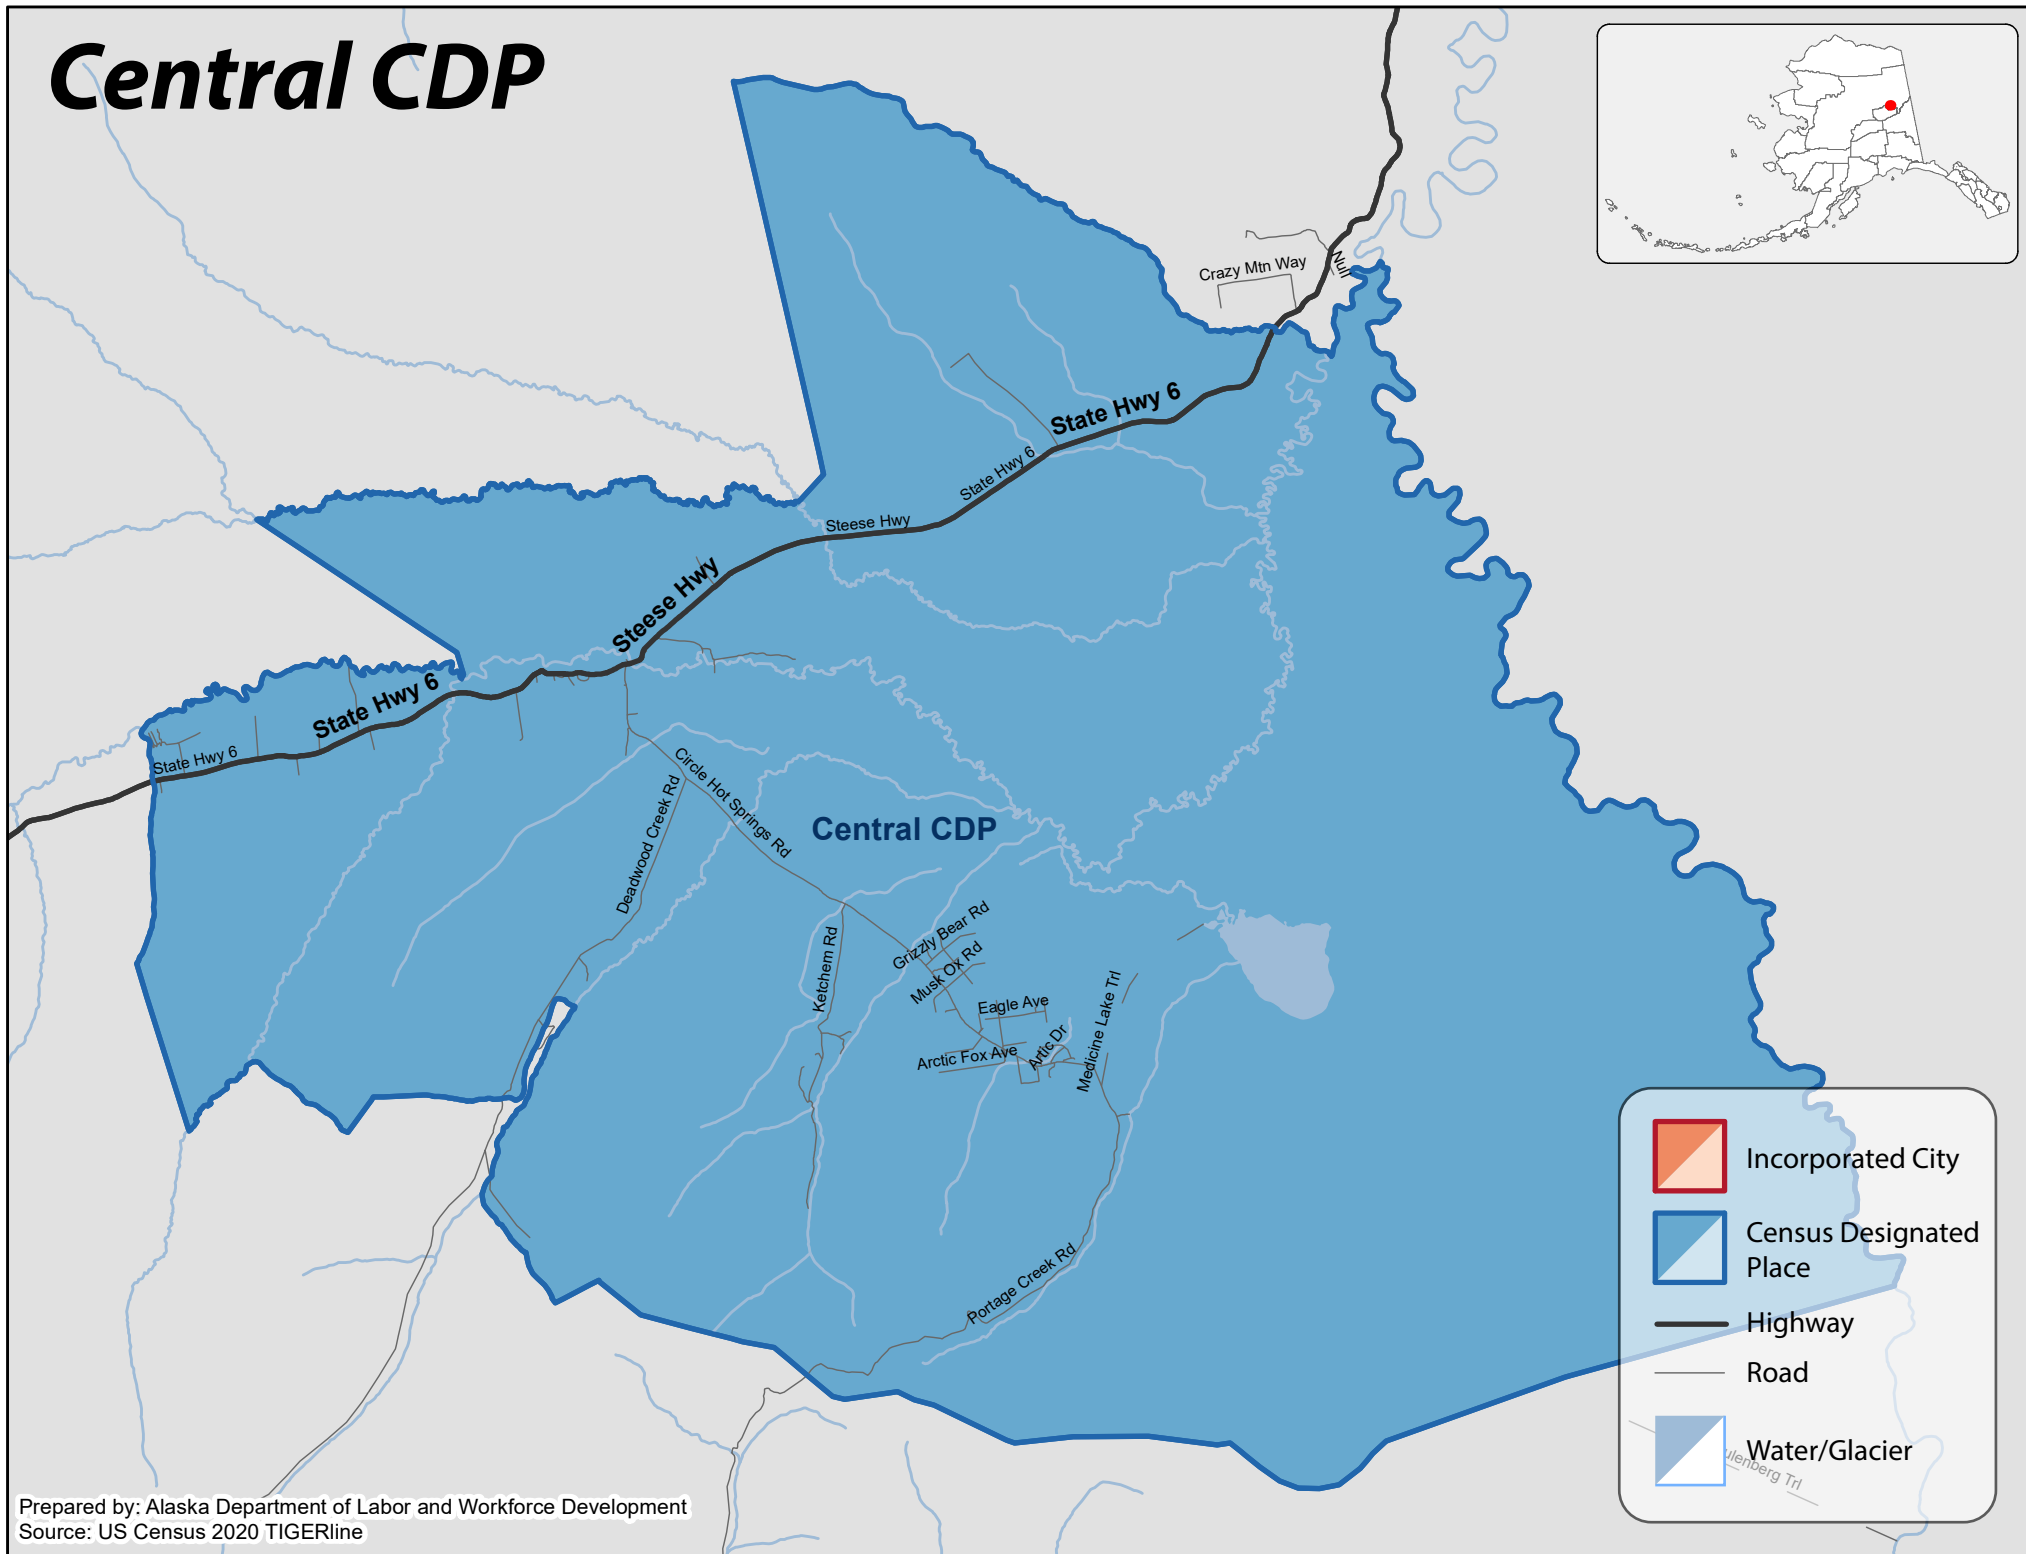 Central CDP
Crazy Mtn Way
Null
State Hwy 6
State Hwy 6
Steese Hwy
Steese Hwy
State Hwy 6
State Hwy 6
Circle Hot Springs Rd
Deadwood Creek Rd
Central CDP
Grizzly Bear Rd
Musk Ox Rd
Ketchem Rd
Eagle Ave
Medicine Lake Trl
Artic Dr
Arctic Fox Ave
Portage Creek Rd
Incorporated City
Census Designated
Place
Highway
Road
Water/Glacier
Trl
Prepared by: Alaska Department of Labor and Workforce Development
Source: US Census 2020 TIGERline